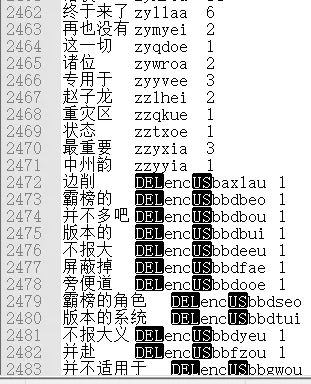 2462 终于来了 zyllaa 6
2463 再也没有 zymyei 2
2464 这一切 zyqdoe 1
2465 诸位 zywroa 2
2466 专用于 zyyvee 3
2467 赵子龙 zzlhei 2
2468 重灾区 zzqkue 1
2469 状态 zztxoe 1
2470 最重要 zzyxia 3
2471 中州韵 zzyyia 1
2472 边削 DELencUSbaxlau 1
2473 霸榜的 DELencUSbbdbeo 1
2474 并不多吧 DELencUSbbdbou 1
2475 版本的 DELencUSbbdbui 1
2476 不报大 DELencUSbbdeeu 1
2477 屏蔽掉 DELencUSbbdfae 1
2478 旁便道 DELencUSbbdooe 1
2479 霸榜的角色 DELencUSbbdseo
2480 版本的系统 DELencUSbbdtui
2481 不报大义 DELencUSbbdyeu 1
2482 并赴 DELencUSbbfzou 1
2483 并不适用于 DELencUSbbgwou